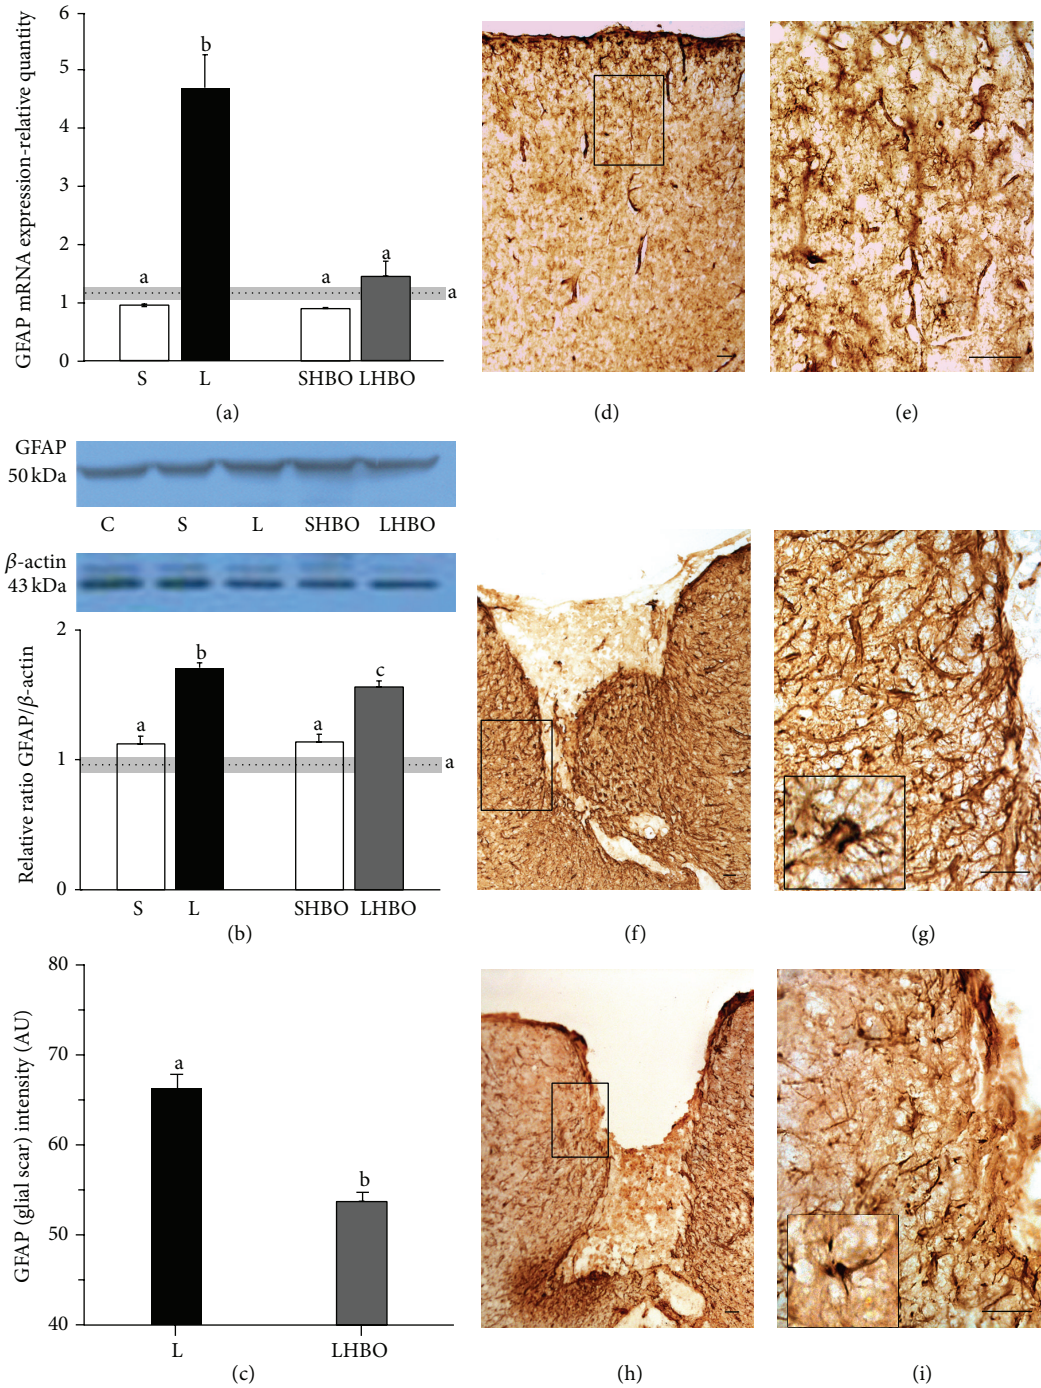 GFAP mRNA expression-relative quantity
6
5
4
3
2
1
0
b
a
a
a
a
S
L
SHBO
LHBO
(a)
(d)
(e)
GFAP
50 kDa
C
S
L
SHBO
LHBO
β-actin
43 kDa
Relative ratio GFAP/β-actin
2
1
0
a
b
a
c
a
S
L
SHBO
LHBO
(b)
(f)
(g)
GFAP (glial scar) intensity (AU)
80
70
60
50
40
a
b
L
LHBO
(c)
(h)
(i)